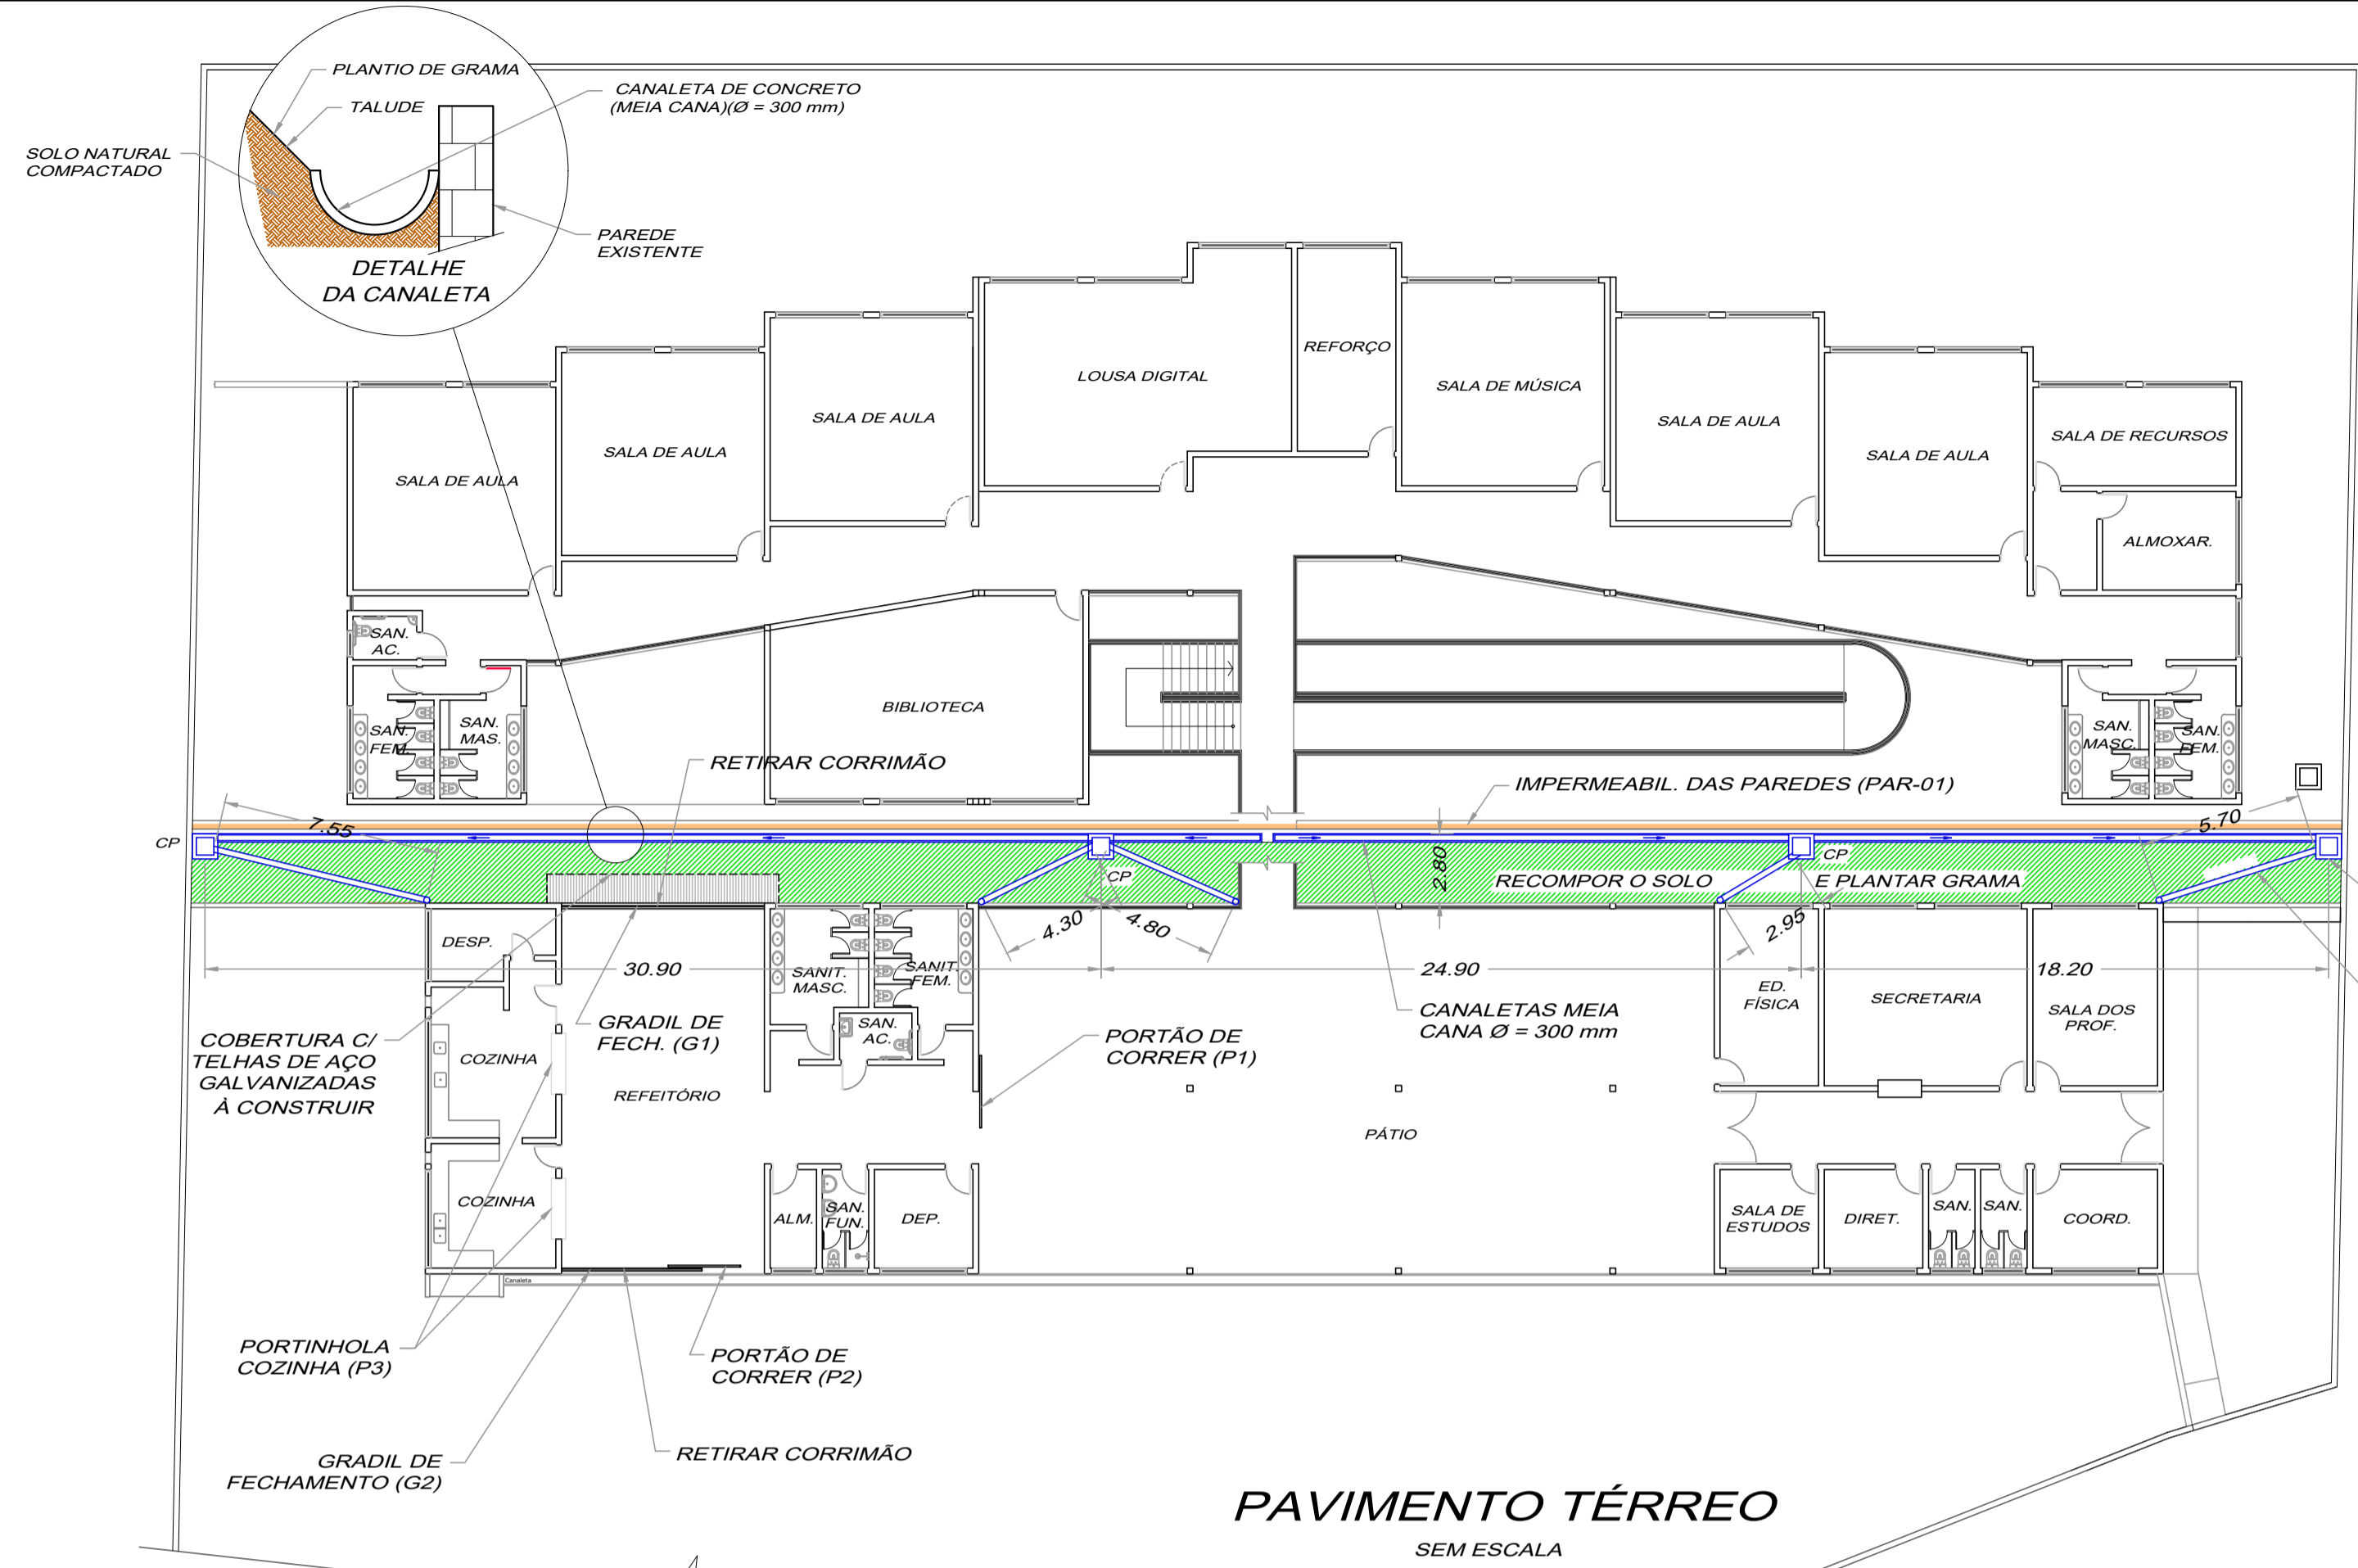 PLANTIO DE GRAMA
TALUDE
CANALETA DE CONCRETO
(MEIA CANA)(Ø = 300 mm)
SOLO NATURAL
COMPACTADO
PAREDE
EXISTENTE
DETALHE
DA CANALETA
SALA DE AULA
SALA DE AULA
SALA DE AULA
LOUSA DIGITAL
REFORÇO
SALA DE MÚSICA
SALA DE AULA
SALA DE AULA
SALA DE RECURSOS
ALMOXAR.
SAN.
AC.
SAN.
FEM.
SAN.
MAS.
BIBLIOTECA
SAN.
MASC.
SAN.
FEM.
RETIRAR CORRIMÃO
IMPERMEABIL. DAS PAREDES (PAR-01)
CP
7.55
5.70
CP
CP
2.80
RECOMPOR O SOLO E PLANTAR GRAMA
4.30
4.80
2.95
30.90
24.90
18.20
DESP.
SANIT.
MASC.
SANIT.
FEM.
SAN.
AC.
ED.
FÍSICA
SECRETARIA
SALA DOS
PROF.
COBERTURA C/
TELHAS DE AÇO
GALVANIZADAS
À CONSTRUIR
GRADIL DE
FECH. (G1)
PORTÃO DE
CORRER (P1)
CANALETAS MEIA
CANA Ø = 300 mm
COZINHA
REFEITÓRIO
PÁTIO
COZINHA
ALM.
SAN.
FUN.
DEP.
SALA DE
ESTUDOS
DIRET.
SAN.
SAN.
COORD.
Canaleta
PORTINHOLA
COZINHA (P3)
PORTÃO DE
CORRER (P2)
GRADIL DE
FECHAMENTO (G2)
RETIRAR CORRIMÃO
PAVIMENTO TÉRREO
SEM ESCALA